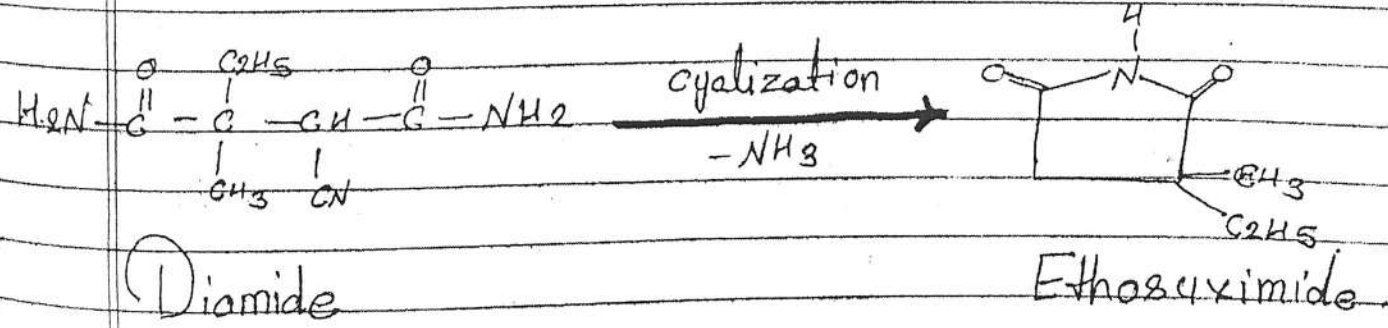 H
O C2H5 O cyalization O N O
H2N - C - C - CH - C - NH2
- NH3
CH3 CN CH3
C2H5
Diamide Ethosuximide.